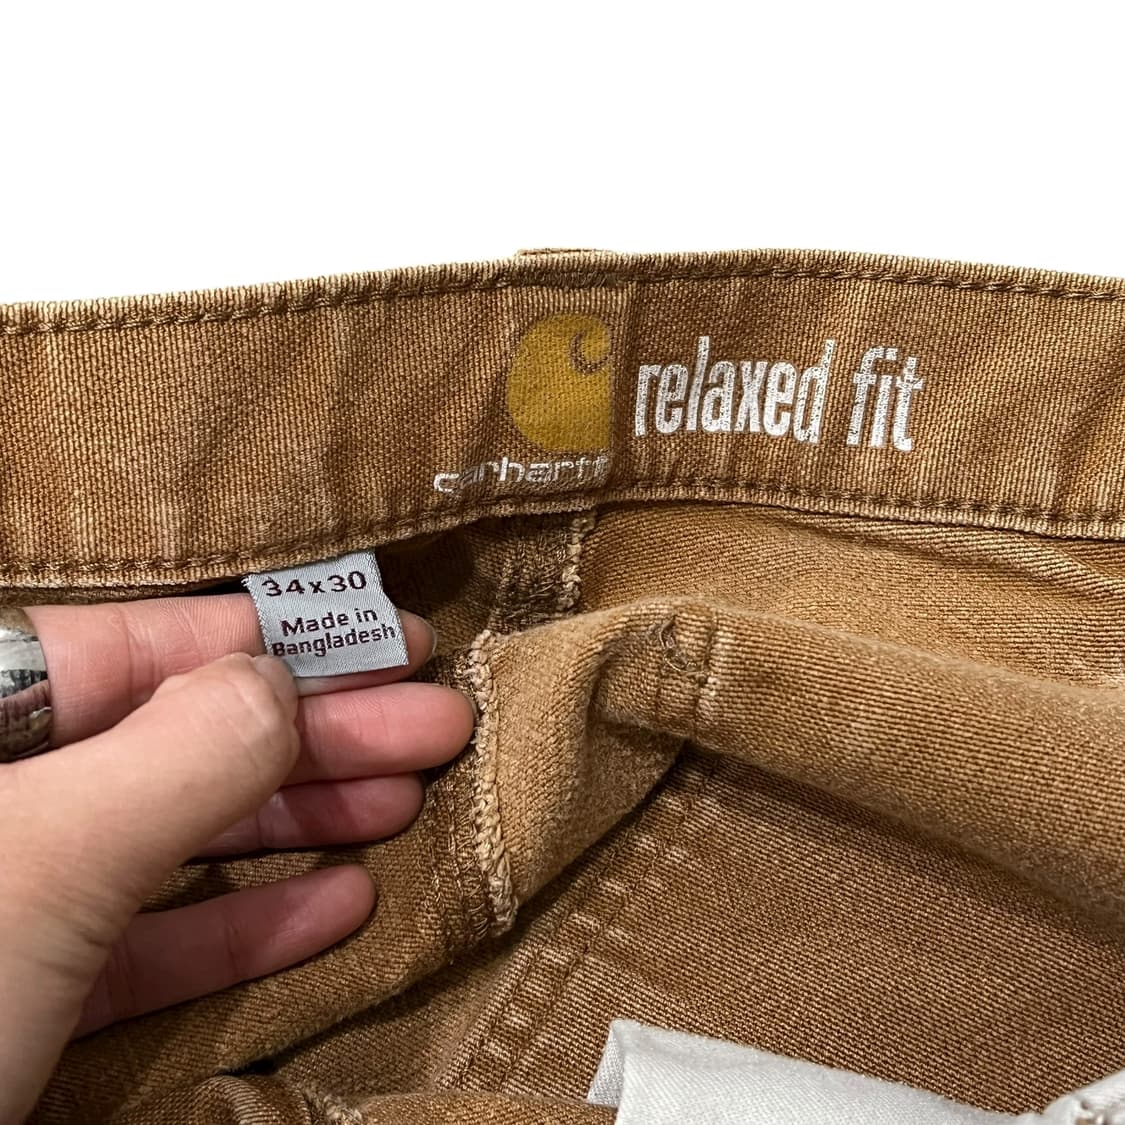 relaxed fit
carhartt
34x30
Made in
Bangladesh